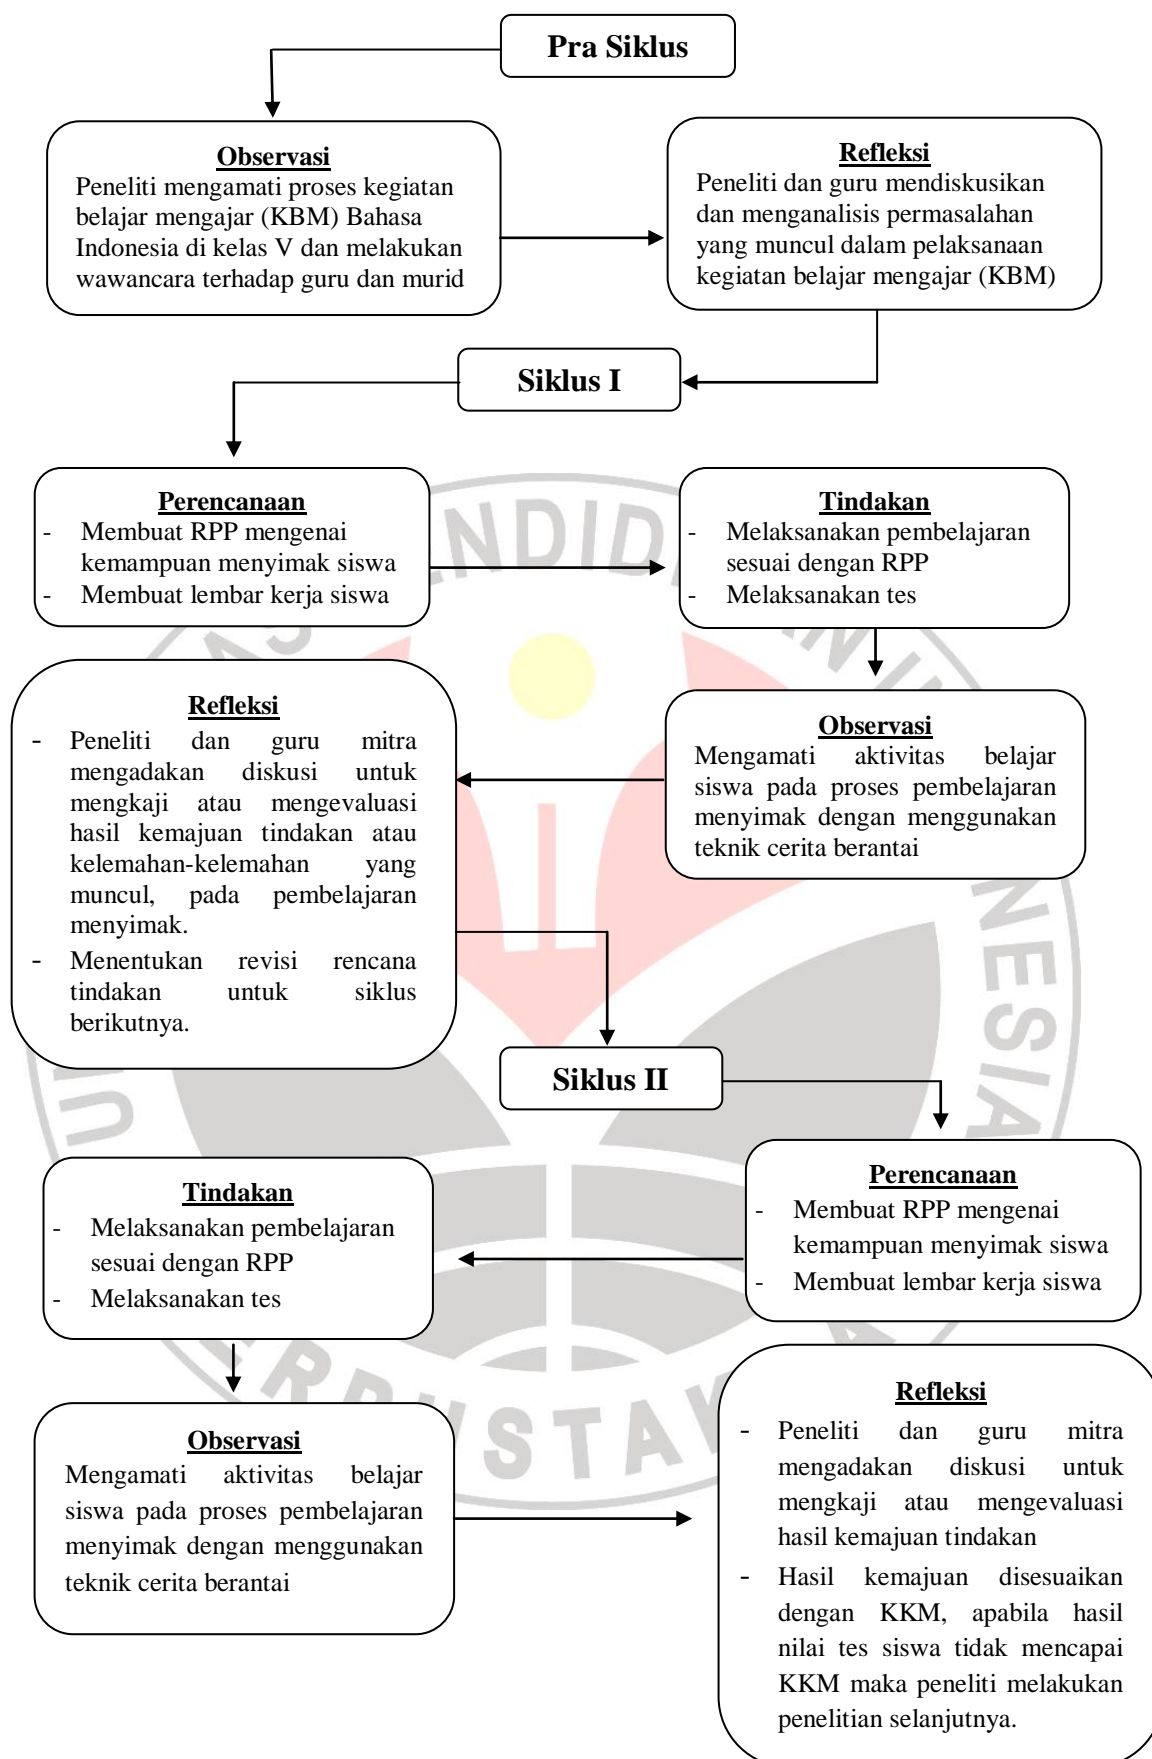 Pra Siklus
Observasi
Peneliti mengamati proses kegiatan
belajar mengajar (KBM) Bahasa
Indonesia di kelas V dan melakukan
wawancara terhadap guru dan murid
Refleksi
Peneliti dan guru mendiskusikan
dan menganalisis permasalahan
yang muncul dalam pelaksanaan
kegiatan belajar mengajar (KBM)
Siklus I
Perencanaan
- Membuat RPP mengenai
kemampuan menyimak siswa
- Membuat lembar kerja siswa
Tindakan
- Melaksanakan pembelajaran
sesuai dengan RPP
- Melaksanakan tes
Observasi
Mengamati aktivitas belajar
siswa pada proses pembelajaran
menyimak dengan menggunakan
teknik cerita berantai
Refleksi
- Peneliti dan guru mitra
mengadakan diskusi untuk
mengkaji atau mengevaluasi
hasil kemajuan tindakan atau
kelemahan-kelemahan yang
muncul, pada pembelajaran
menyimak.
- Menentukan revisi rencana
tindakan untuk siklus
berikutnya.
Siklus II
Perencanaan
- Membuat RPP mengenai
kemampuan menyimak siswa
- Membuat lembar kerja siswa
Tindakan
- Melaksanakan pembelajaran
sesuai dengan RPP
- Melaksanakan tes
Observasi
Mengamati aktivitas belajar
siswa pada proses pembelajaran
menyimak dengan menggunakan
teknik cerita berantai
Refleksi
- Peneliti dan guru mitra
mengadakan diskusi untuk
mengkaji atau mengevaluasi
hasil kemajuan tindakan
- Hasil kemajuan disesuaikan
dengan KKM, apabila hasil
nilai tes siswa tidak mencapai
KKM maka peneliti melakukan
penelitian selanjutnya.